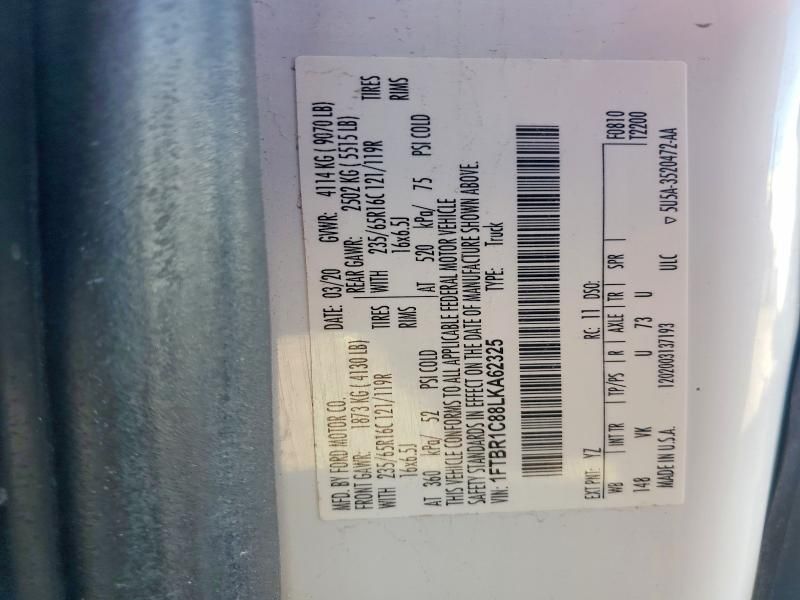 MFD. BY FORD MOTOR CO.
DATE: 03/20 GVWR: 4114 KG ( 9070 LB)
FRONT GAWR: 1873 KG ( 4130 LB) REAR GAWR: 2502 KG ( 5515 LB)
WITH 235/65R16C 121/119R TIRES WITH 235/65R16C 121/119R TIRES
16x6.5J RIMS 16x6.5J RIMS
AT 360 kPa/ 52 PSI COLD AT 520 kPa/ 75 PSI COLD
THIS VEHICLE CONFORMS TO ALL APPLICABLE FEDERAL MOTOR VEHICLE
SAFETY STANDARDS IN EFFECT ON THE DATE OF MANUFACTURE SHOWN ABOVE.
VIN: 1FTBR1C88LKA62325 TYPE: Truck
EXT PNT: YZ RC: 11 DSO: F0810
WB INT TR TP/PS R AXLE TR SPR T2200
148 VK U 73 U
MADE IN U.S.A. 1202003137193 ULC ▽ 5U5A-3520472-AA